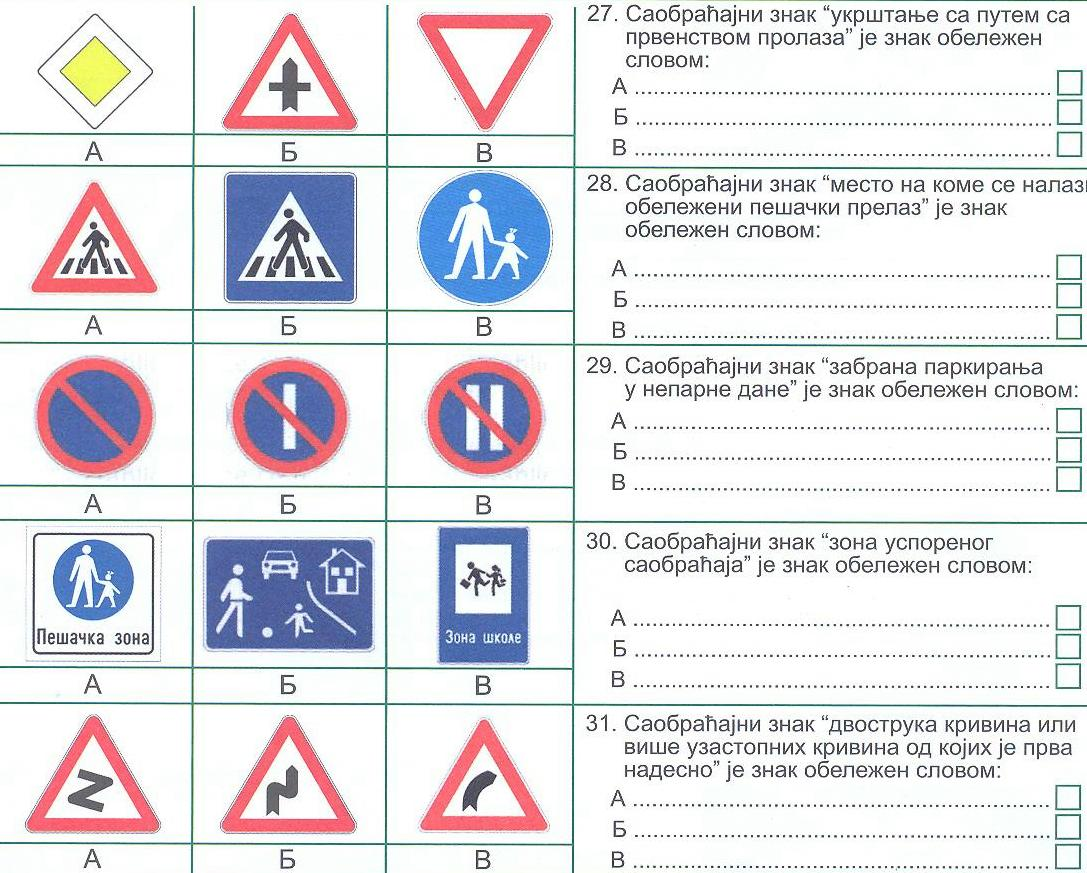 27. Саобраћајни знак “укрштање са путем са
првенством пролаза” је знак обележен
словом:
А
Б
В
А Б В
28. Саобраћајни знак “место на коме се налази
обележени пешачки прелаз” је знак
обележен словом:
А
Б
В
А Б В
29. Саобраћајни знак “забрана паркирања
у непарне дане” је знак обележен словом:
А
Б
В
А Б В
Пешачка зона
Зона школе
30. Саобраћајни знак “зона успореног
саобраћаја” је знак обележен словом:
А
Б
В
А Б В
31. Саобраћајни знак “двострука кривина или
више узастопних кривина од којих је прва
надесно” је знак обележен словом:
А
Б
В
А Б В